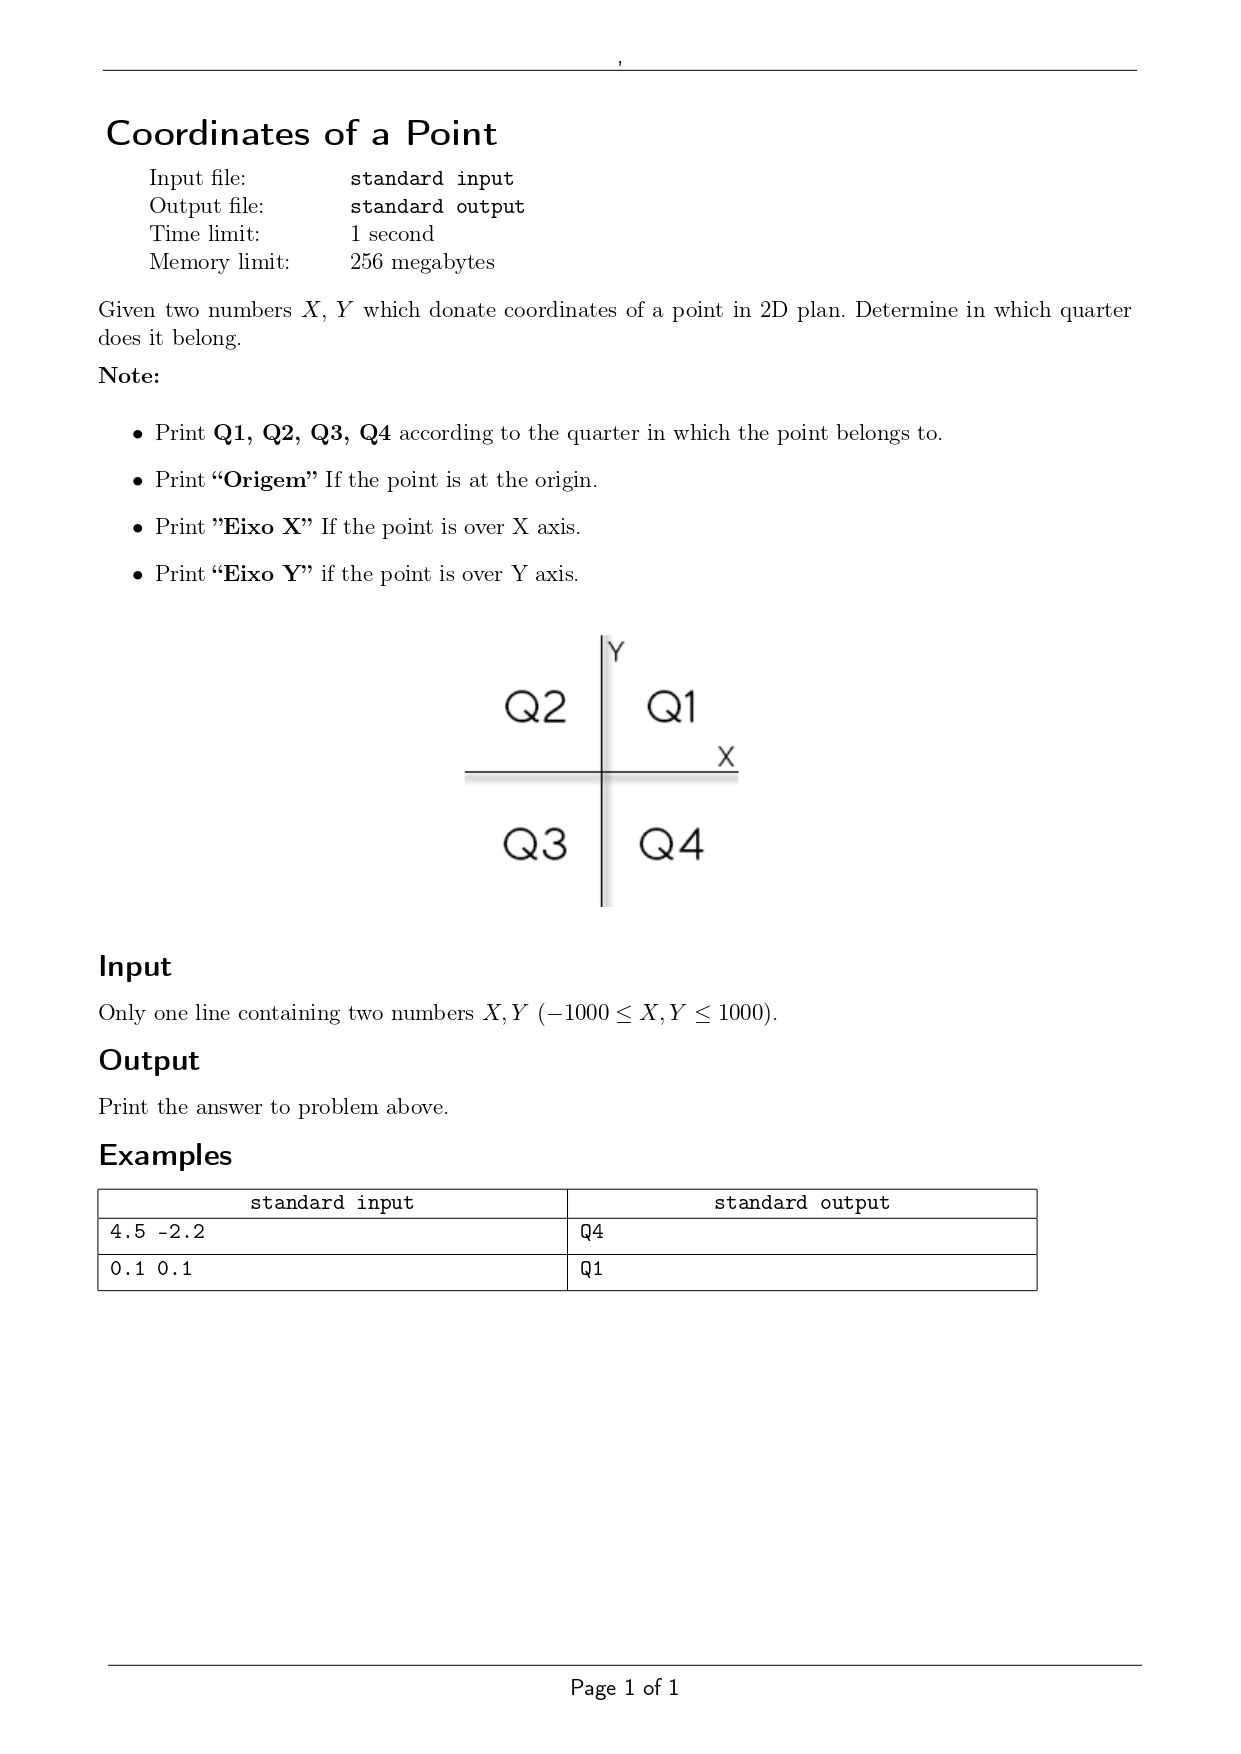 ,
Coordinates of a Point
Input file: standard input
Output file: standard output
Time limit: 1 second
Memory limit: 256 megabytes
Given two numbers X, Y which donate coordinates of a point in 2D plan. Determine in which quarter
does it belong.
Note:
• Print Q1, Q2, Q3, Q4 according to the quarter in which the point belongs to.
• Print “Origem” If the point is at the origin.
• Print ”Eixo X” If the point is over X axis.
• Print “Eixo Y” if the point is over Y axis.
Y
Q2 Q1
X
Q3 Q4
Input
Only one line containing two numbers X, Y (−1000 ≤ X, Y ≤ 1000).
Output
Print the answer to problem above.
Examples
standard input standard output
4.5 -2.2 Q4
0.1 0.1 Q1
Page 1 of 1